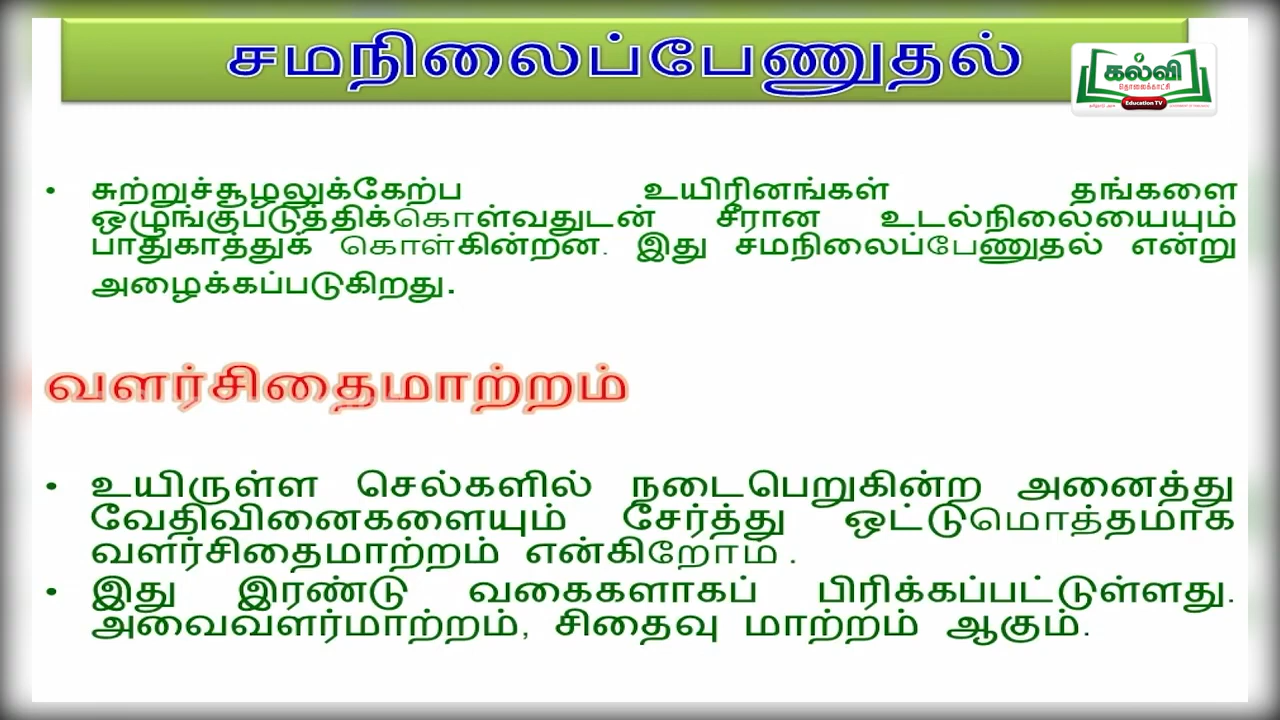 சமநிலைப்பேணுதல்
கல்வி
தொலைக்காட்சி
Education TV
• சுற்றுச்சூழலுக்கேற்ப உயிரினங்கள் தங்களை
ஒழுங்குபடுத்திக்கொள்வதுடன் சீரான உடல்நிலையையும்
பாதுகாத்துக் கொள்கின்றன. இது சமநிலைப்பேணுதல் என்று
அழைக்கப்படுகிறது.
வளர்சிதைமாற்றம்
• உயிருள்ள செல்களில் நடைபெறுகின்ற அனைத்து
வேதிவினைகளையும் சேர்த்து ஒட்டுமொத்தமாக
வளர்சிதைமாற்றம் என்கிறோம் .
• இது இரண்டு வகைகளாகப் பிரிக்கப்பட்டுள்ளது.
அவைவளர்மாற்றம், சிதைவு மாற்றம் ஆகும்.